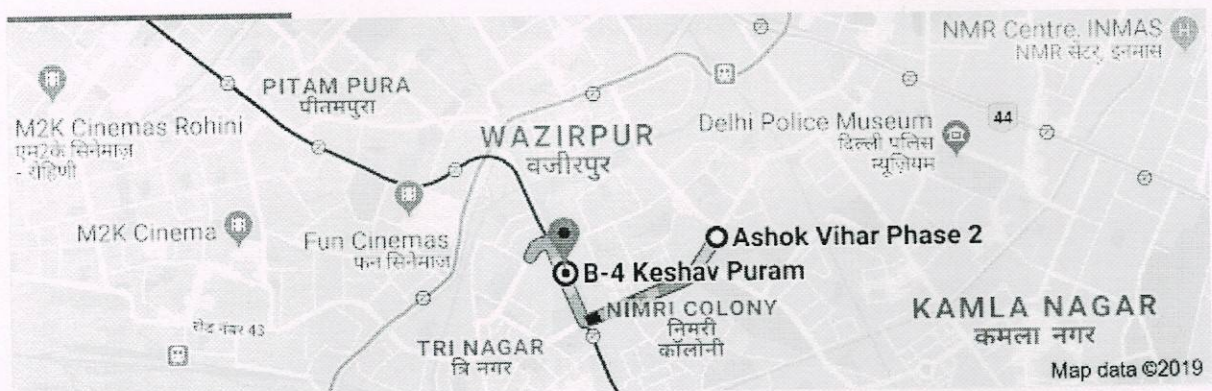 NMR Centre, INMAS
NMR सेंटर, इनमास
PITAM PURA
पीतमपुरा
M2K Cinemas Rohini
एम2के सिनेमाज़
- रोहिणी
WAZIRPUR
वजीरपुर
Delhi Police Museum
दिल्ली पुलिस
म्यूज़ियम
44
M2K Cinema
Fun Cinemas
फन सिनेमाज़
Ashok Vihar Phase 2
B-4 Keshav Puram
NIMRI COLONY
निमरी
कॉलोनी
KAMLA NAGAR
कमला नगर
रोड नंबर 43
TRI NAGAR
त्रि नगर
Map data ©2019